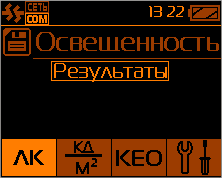 СЕТЬ 13 22
COM
Освещенность
Результаты
ЛК КД/М² КЕО